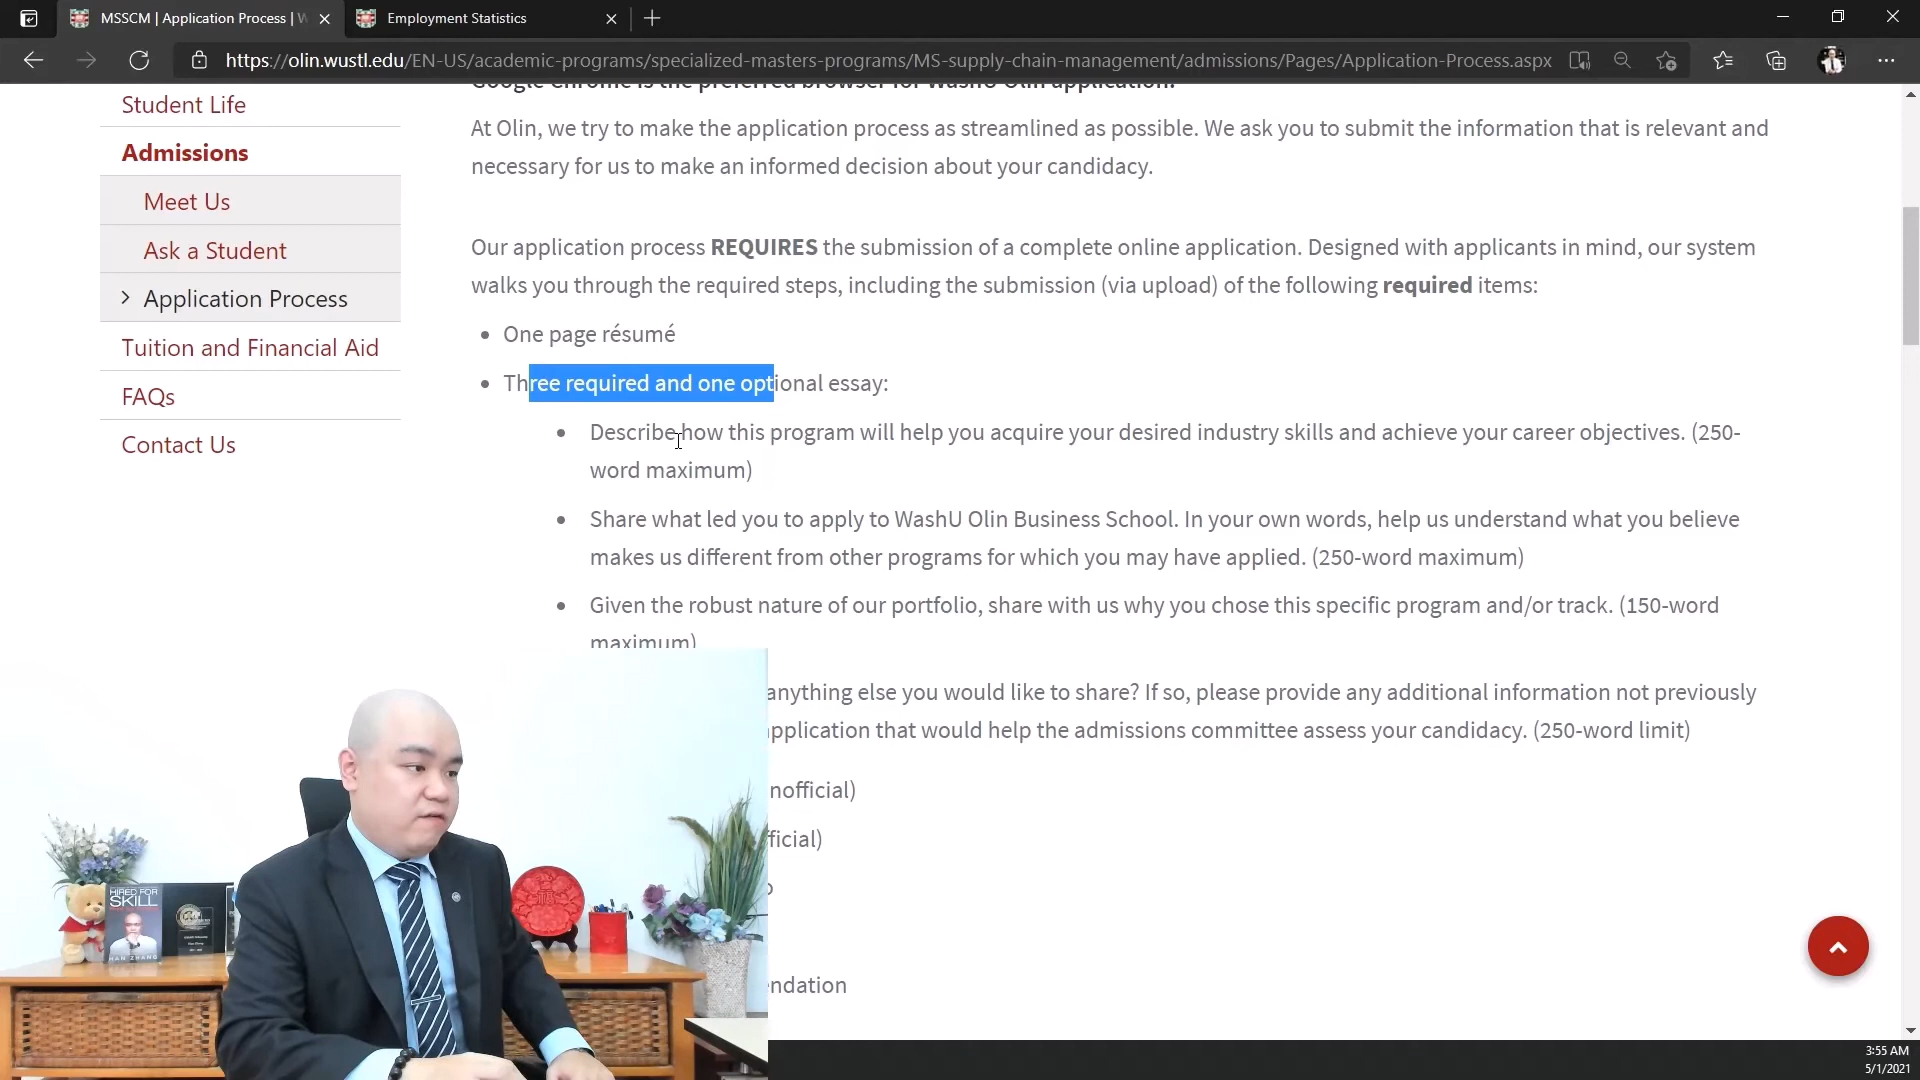 MSSCM | Application Process | W
Employment Statistics
https://olin.wustl.edu/EN-US/academic-programs/specialized-masters-programs/MS-supply-chain-management/admissions/Pages/Application-Process.aspx
Student Life
Admissions
Meet Us
Ask a Student
Application Process
Tuition and Financial Aid
FAQs
Contact Us
Google Chrome is the preferred browser for WashU Olin application.
At Olin, we try to make the application process as streamlined as possible. We ask you to submit the information that is relevant and
necessary for us to make an informed decision about your candidacy.
Our application process REQUIRES the submission of a complete online application. Designed with applicants in mind, our system
walks you through the required steps, including the submission (via upload) of the following required items:
• One page résumé
• Three required and one optional essay:
• Describe how this program will help you acquire your desired industry skills and achieve your career objectives. (250-
word maximum)
• Share what led you to apply to WashU Olin Business School. In your own words, help us understand what you believe
makes us different from other programs for which you may have applied. (250-word maximum)
• Given the robust nature of our portfolio, share with us why you chose this specific program and/or track. (150-word
maximum)
anything else you would like to share? If so, please provide any additional information not previously
pplication that would help the admissions committee assess your candidacy. (250-word limit)
nofficial)
ficial)
o
ndation
HIRED FOR
SKILL
HAN ZHANG
3:55 AM
5/1/2021